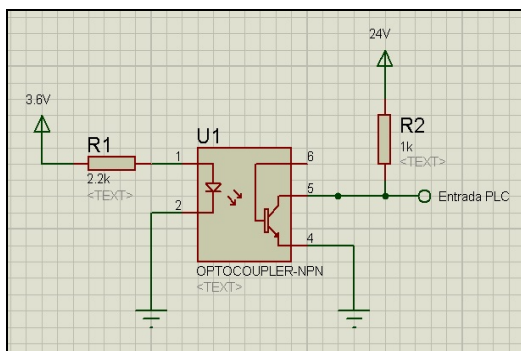 24V
3.6V
R1
2.2k
<TEXT>
U1
1
2
6
5
4
OPTOCOUPLER-NPN
<TEXT>
R2
1k
<TEXT>
Entrada PLC